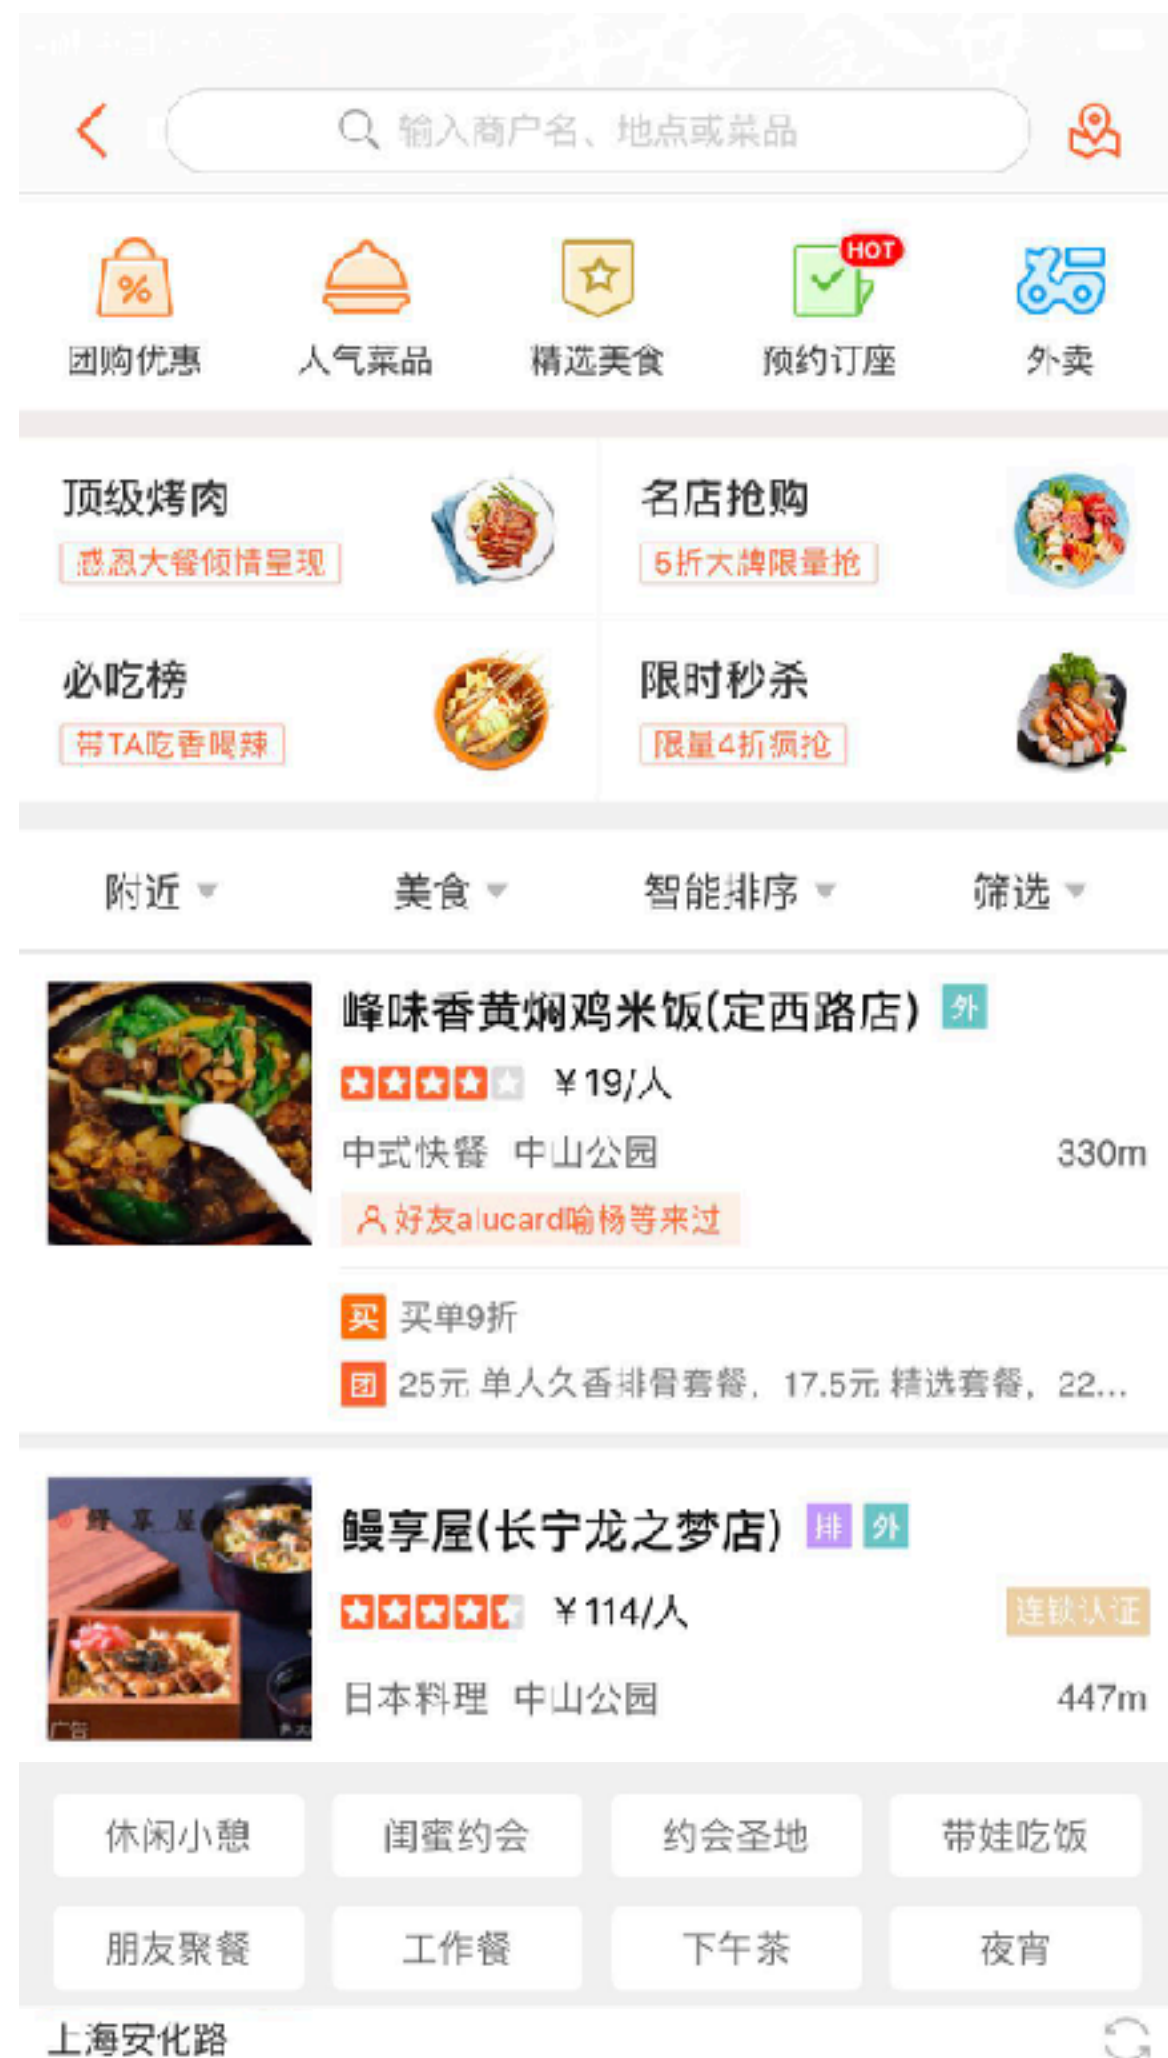 输入商户名、地点或菜品
HOT
团购优惠 人气菜品 精选美食 预约订座 外卖
顶级烤肉 名店抢购
感恩大餐倾情呈现 5折大牌限量抢
必吃榜 限时秒杀
带TA吃香喝辣 限量4折疯抢
附近 美食 智能排序 筛选
峰味香黄焖鸡米饭(定西路店) 外
¥19/人
中式快餐 中山公园 330m
好友alucard喻杨等来过
买 买单9折
团 25元 单人久香排骨套餐，17.5元 精选套餐，22...
鳗享屋
鳗享屋(长宁龙之梦店) 排 外
¥114/人 连锁认证
日本料理 中山公园 447m
广告
休闲小憩 闺蜜约会 约会圣地 带娃吃饭
朋友聚餐 工作餐 下午茶 夜宵
上海安化路